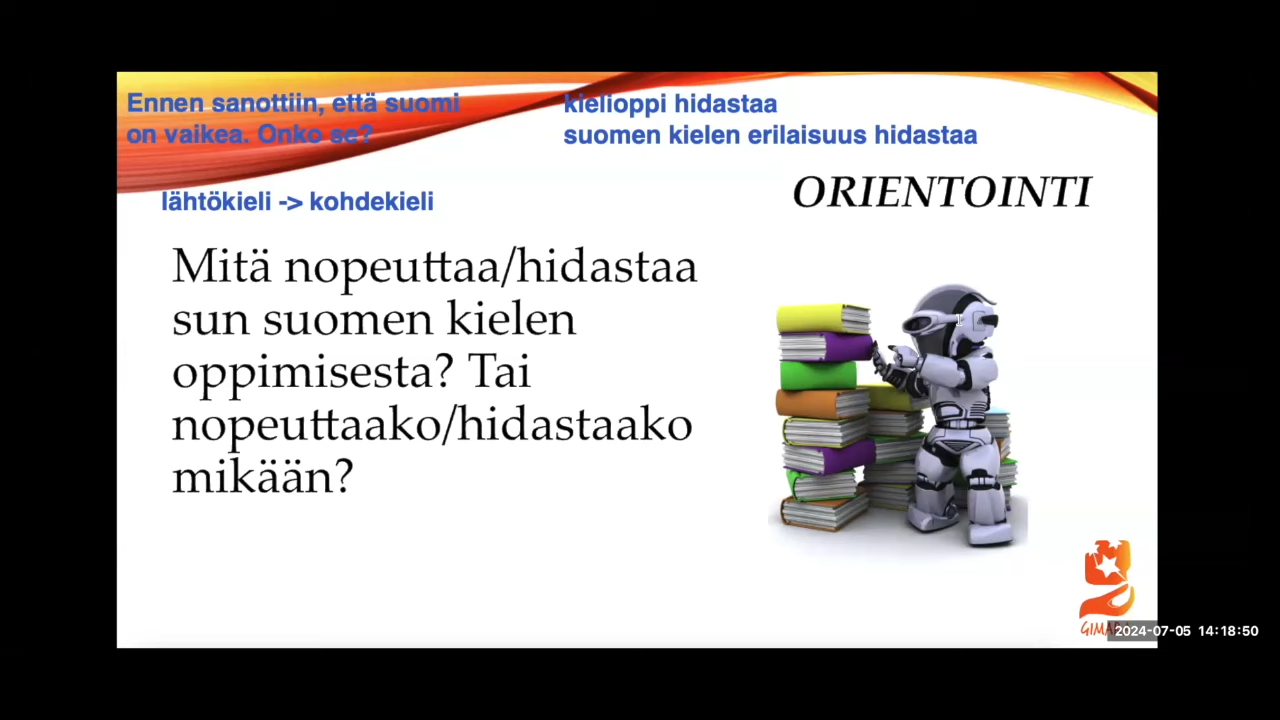 Ennen sanottiin, että suomi
on vaikea. Onko se?
kielioppi hidastaa
suomen kielen erilaisuus hidastaa
lähtökieli -> kohdekieli
ORIENTOINTI
Mitä nopeuttaa/hidastaa
sun suomen kielen
oppimisesta? Tai
nopeuttaako/hidastaako
mikään?
2024-07-05 14:18:50